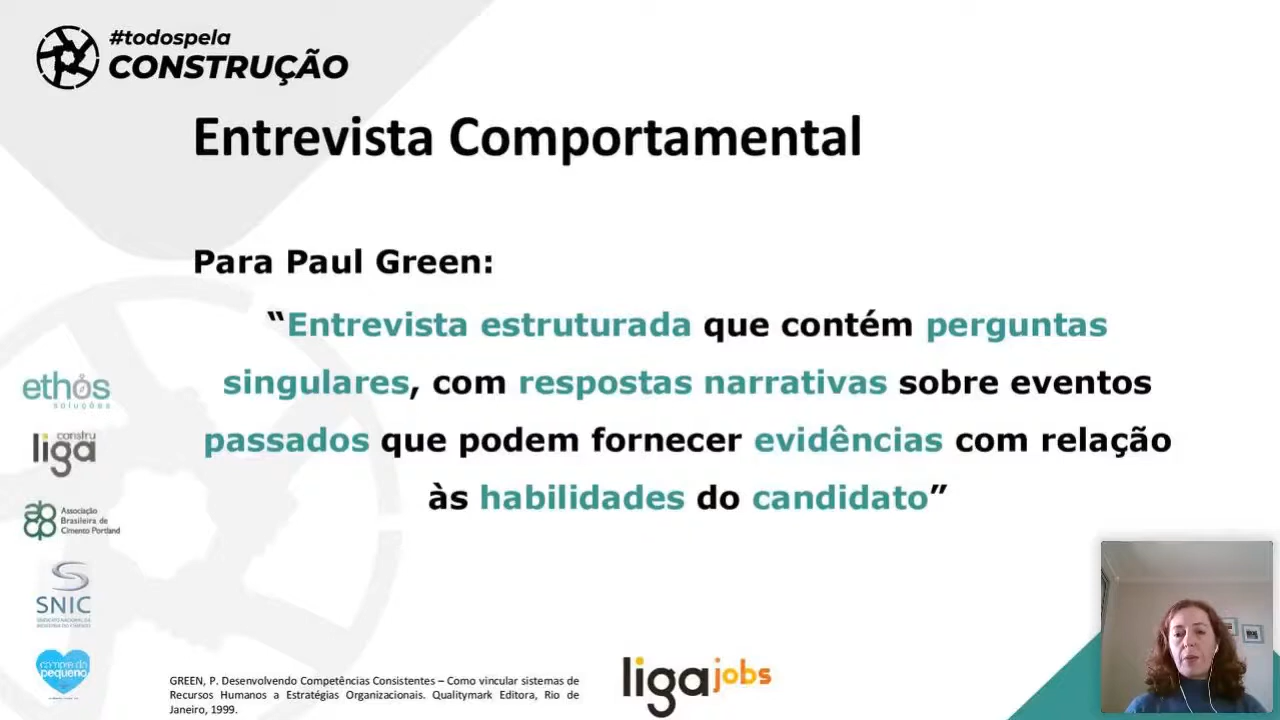 #todospela
CONSTRUÇÃO
Entrevista Comportamental
Para Paul Green:
“Entrevista estruturada que contém perguntas
singulares, com respostas narrativas sobre eventos
passados que podem fornecer evidências com relação
às habilidades do candidato”
ethos
soluções
constru
liga
Associação
Brasileira de
Cimento Portland
SNIC
compre do
pequeno
GREEN, P. Desenvolvendo Competências Consistentes – Como vincular sistemas de
Recursos Humanos a Estratégias Organizacionais. Qualitymark Editora, Rio de
Janeiro, 1999.
liga jobs